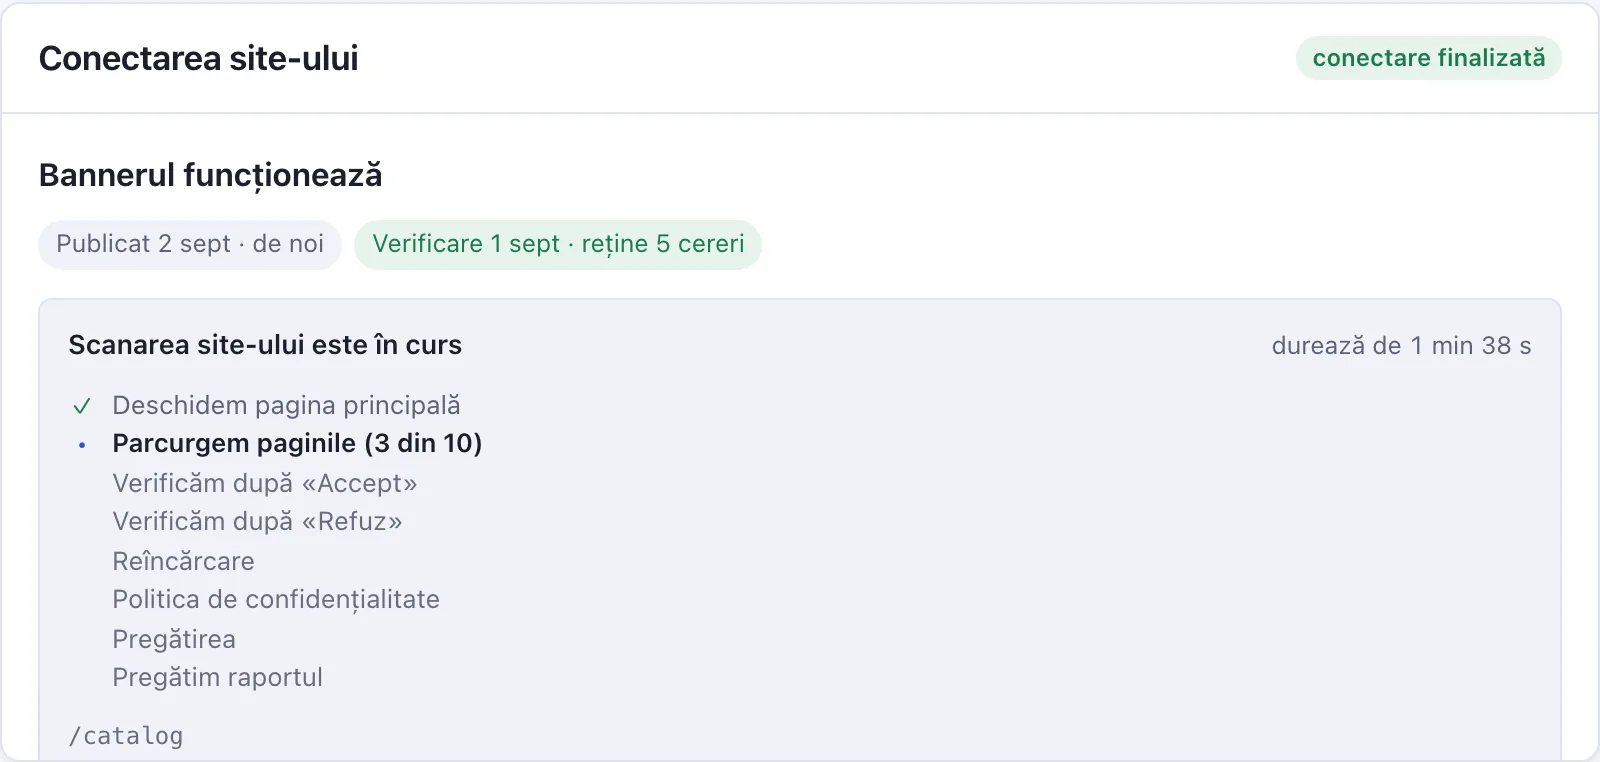 Conectarea site-ului
conectare finalizată
Bannerul funcționează
Publicat 2 sept · de noi
Verificare 1 sept · reține 5 cereri
Scanarea site-ului este în curs
durează de 1 min 38 s
✓ Deschidem pagina principală
• Parcurgem paginile (3 din 10)
Verificăm după «Accept»
Verificăm după «Refuz»
Reîncărcare
Politica de confidențialitate
Pregătirea
Pregătim raportul
/catalog